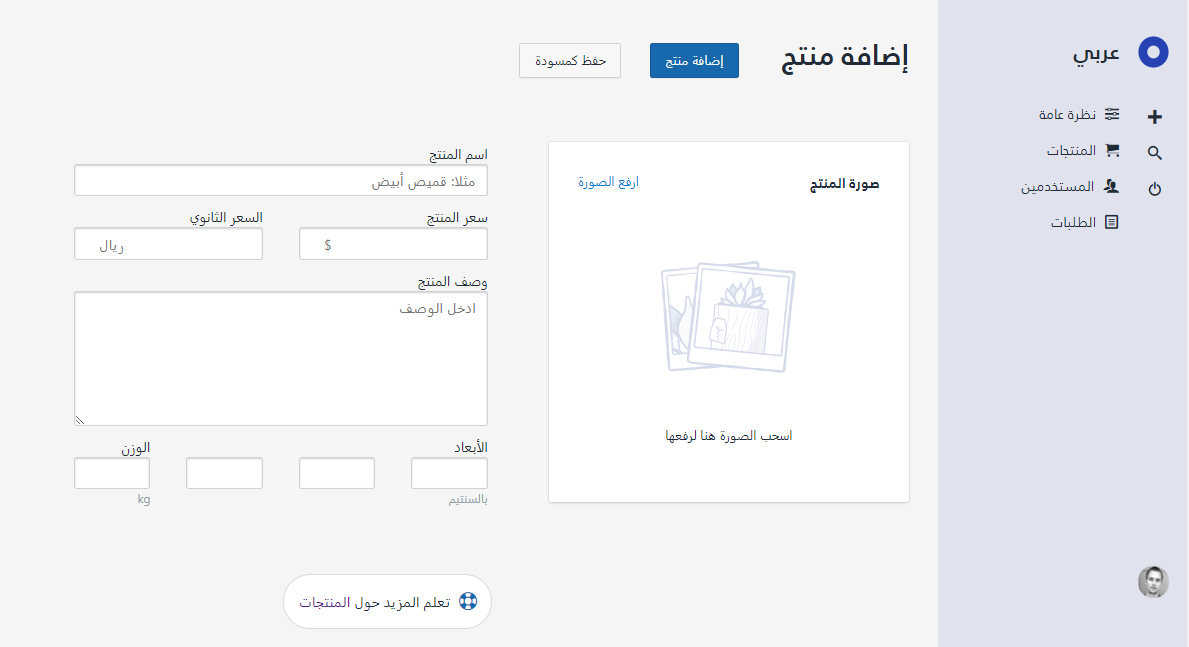 عربي
نظرة عامة
المنتجات
المستخدمين
الطلبات
إضافة منتج
إضافة منتج
حفظ كمسودة
صورة المنتج
ارفع الصورة
اسحب الصورة هنا لرفعها
اسم المنتج
مثلا: قميص أبيض
سعر المنتج
$
السعر الثانوي
ريال
وصف المنتج
ادخل الوصف
الأبعاد
بالسنتيم
الوزن
kg
تعلم المزيد حول المنتجات